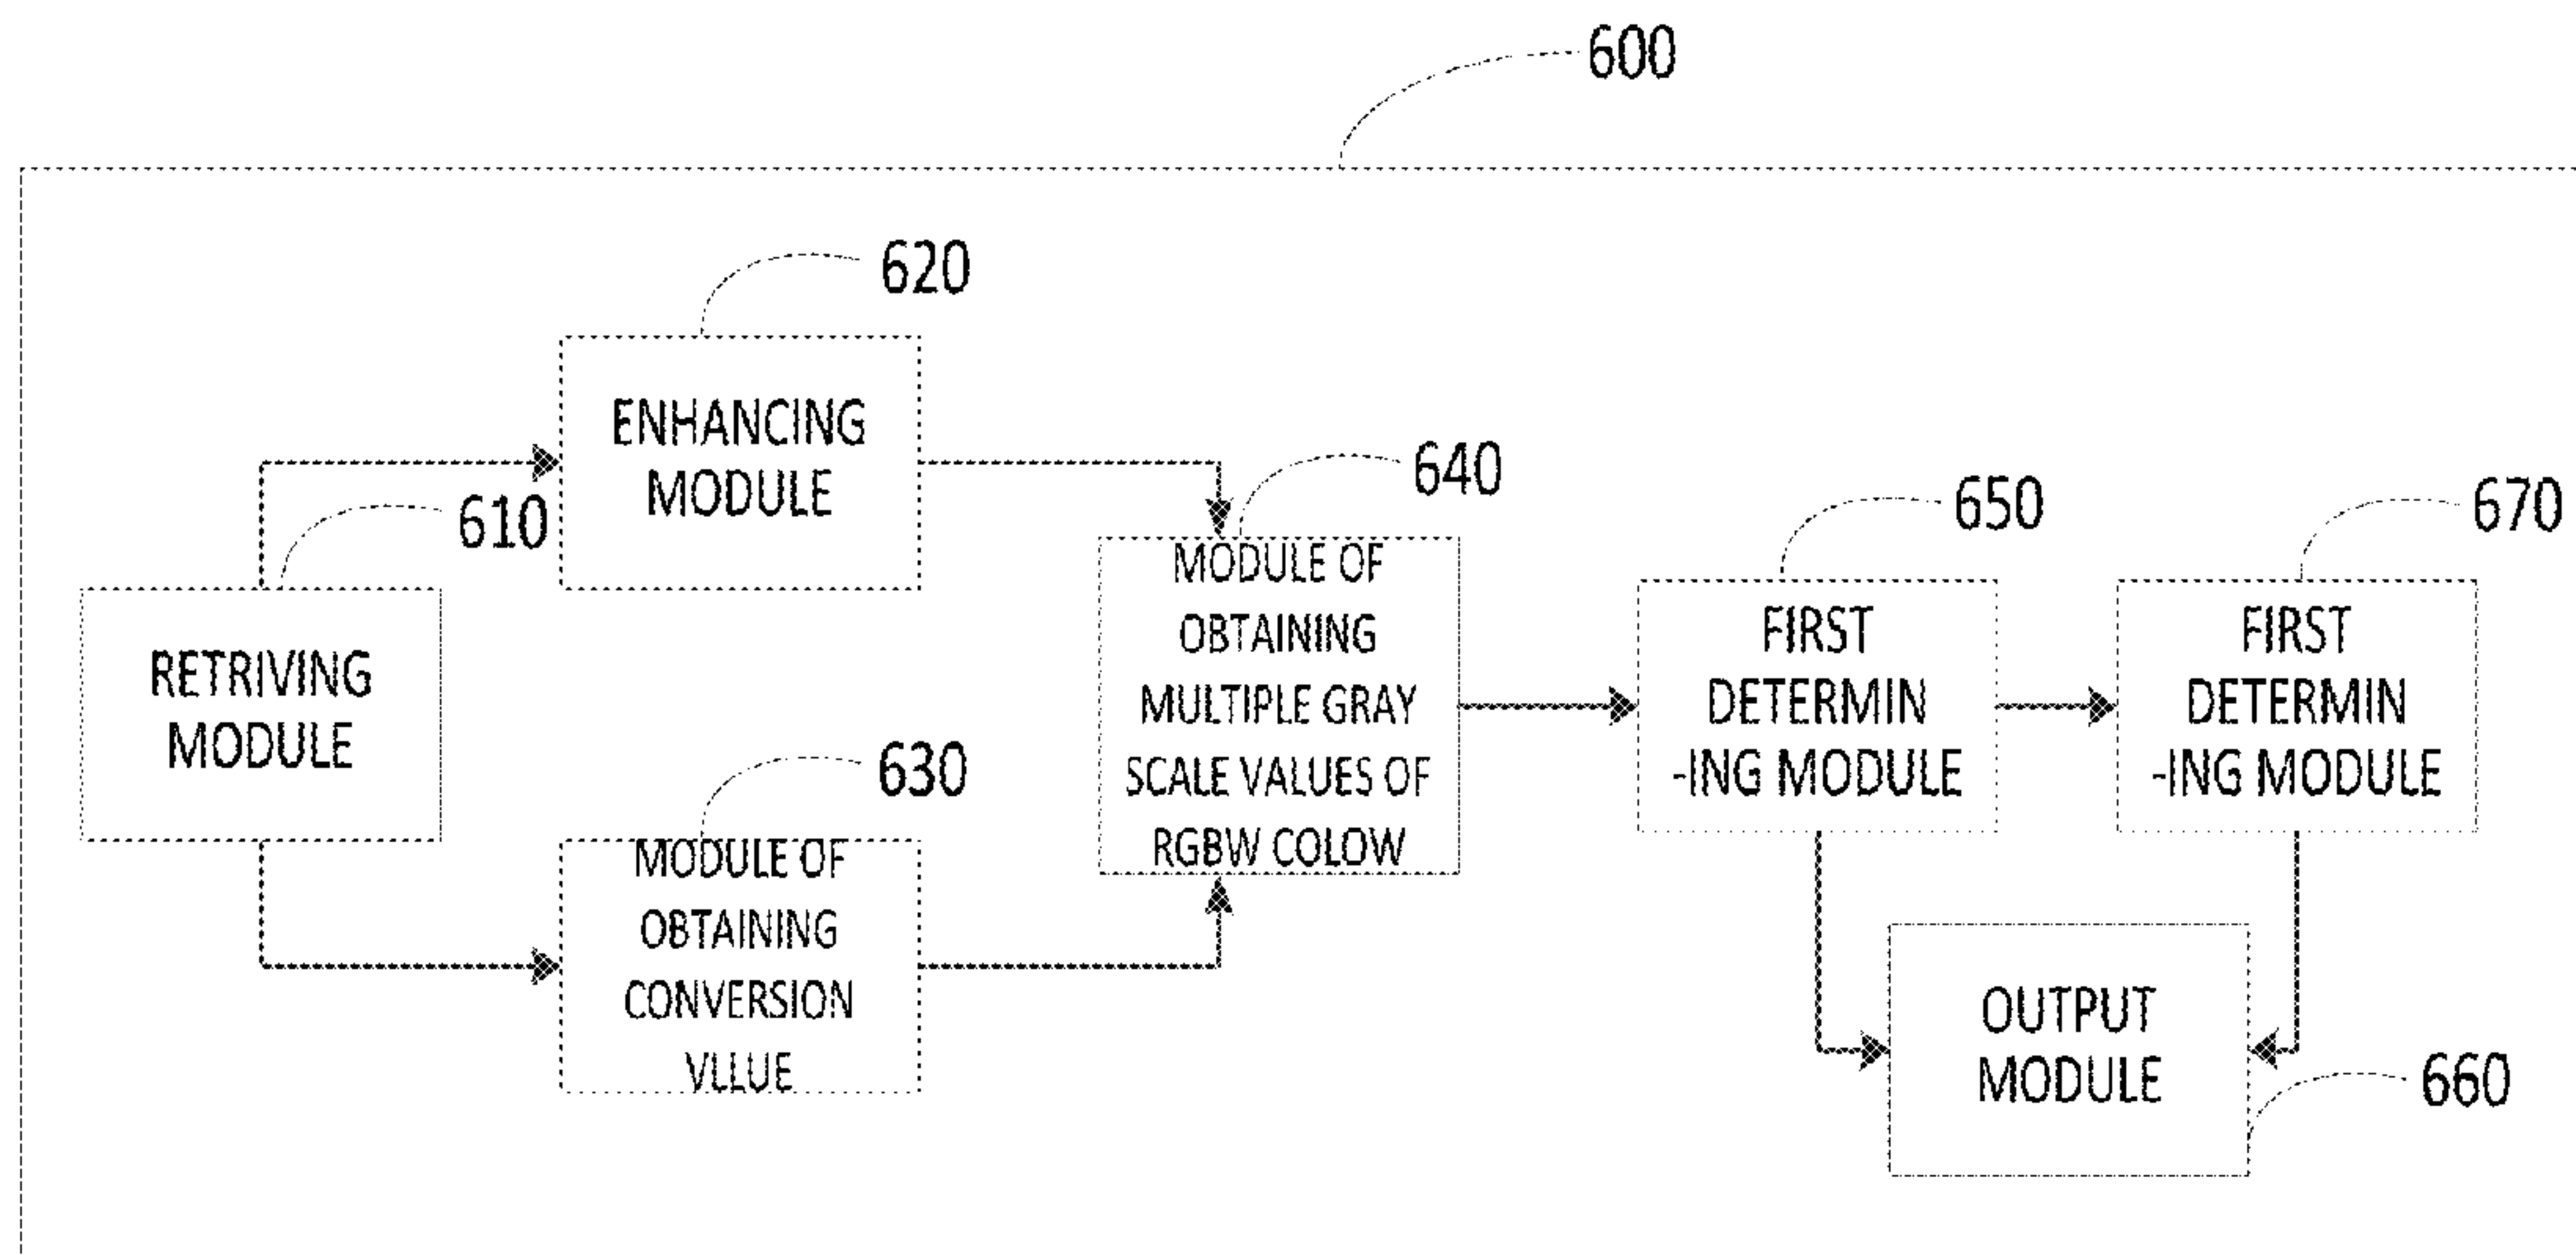 600
620
ENHANCING
MODULE
610
RETRIVING
MODULE
630
MODULE OF
OBTAINING
CONVERSION
VLLUE
640
MODULE OF
OBTAINING
MULTIPLE GRAY
SCALE VALUES OF
RGBW COLOW
650
FIRST
DETERMIN
-ING MODULE
670
FIRST
DETERMIN
-ING MODULE
OUTPUT
MODULE
660